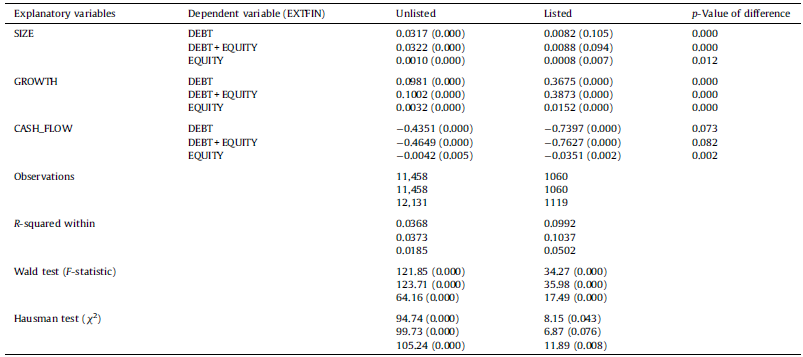 Explanatory variables Dependent variable (EXTFIN) Unlisted Listed p-Value of difference
SIZE DEBT 0.0317 (0.000) 0.0082 (0.105) 0.000
DEBT+ EQUITY 0.0322 (0.000) 0.0088 (0.094) 0.000
EQUITY 0.0010 (0.000) 0.0008 (0.007) 0.012
GROWTH DEBT 0.0981 (0.000) 0.3675 (0.000) 0.000
DEBT+ EQUITY 0.1002 (0.000) 0.3873 (0.000) 0.000
EQUITY 0.0032 (0.000) 0.0152 (0.000) 0.000
CASH_FLOW DEBT −0.4351 (0.000) −0.7397 (0.000) 0.073
DEBT+ EQUITY −0.4649 (0.000) −0.7627 (0.000) 0.082
EQUITY −0.0042 (0.005) −0.0351 (0.002) 0.002
Observations 11,458 1060
11,458 1060
12,131 1119
R-squared within 0.0368 0.0992
0.0373 0.1037
0.0185 0.0502
Wald test (F-statistic) 121.85 (0.000) 34.27 (0.000)
123.71 (0.000) 35.98 (0.000)
64.16 (0.000) 17.49 (0.000)
Hausman test (χ²) 94.74 (0.000) 8.15 (0.043)
99.73 (0.000) 6.87 (0.076)
105.24 (0.000) 11.89 (0.008)